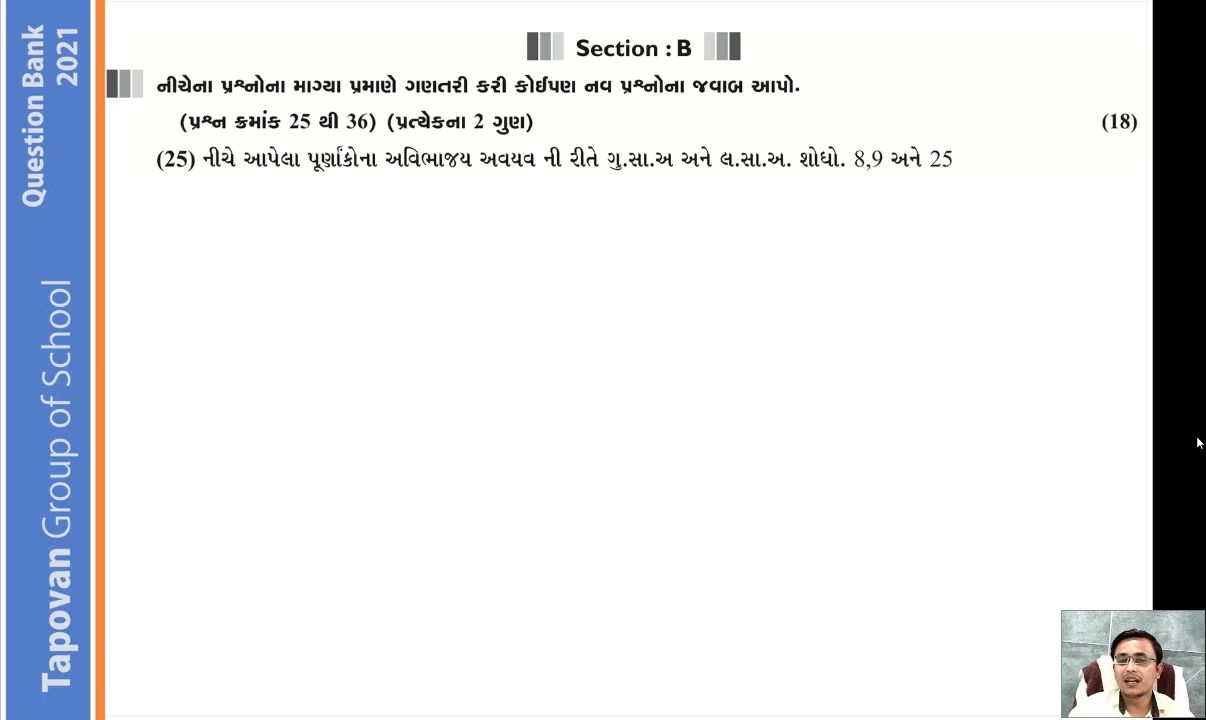 Question Bank
2021
Tapovan Group of School
Section : B
નીચેના પ્રશ્નોના માગ્યા પ્રમાણે ગણતરી કરી કોઈપણ નવ પ્રશ્નોના જવાબ આપો.
(પ્રશ્ન ક્રમાંક 25 થી 36) (પ્રત્યેકના 2 ગુણ) (18)
(25) નીચે આપેલા પૂર્ણાંકોના અવિભાજય અવયવ ની રીતે ગુ.સા.અ અને લ.સા.અ. શોધો. 8,9 અને 25